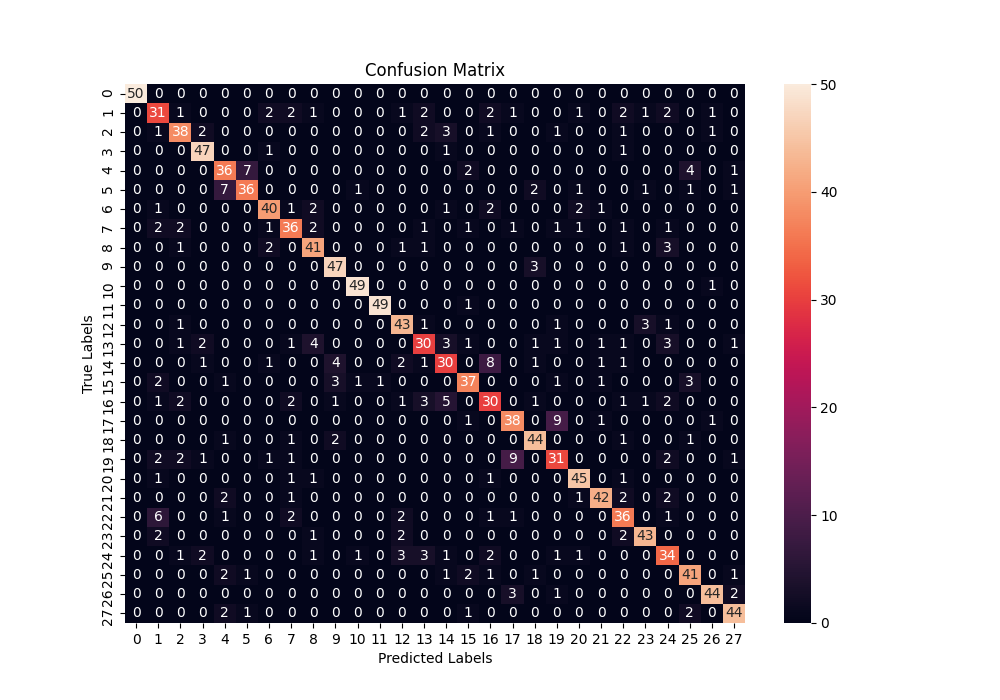 Confusion Matrix
True Labels
0 50 0 0 0 0 0 0 0 0 0 0 0 0 0 0 0 0 0 0 0 0 0 0 0 0 0 0 0
1 0 31 1 0 0 0 2 2 1 0 0 0 1 2 0 0 2 1 0 0 1 0 2 1 2 0 1 0
2 0 1 38 2 0 0 0 0 0 0 0 0 0 2 3 0 1 0 0 1 0 0 1 0 0 0 1 0
3 0 0 0 47 0 0 1 0 0 0 0 0 0 0 1 0 0 0 0 0 0 0 1 0 0 0 0 0
4 0 0 0 0 36 7 0 0 0 0 0 0 0 0 0 2 0 0 0 0 0 0 0 0 0 4 0 1
5 0 0 0 0 7 36 0 0 0 0 1 0 0 0 0 0 0 0 2 0 1 0 0 1 0 1 0 1
6 0 1 0 0 0 0 40 1 2 0 0 0 0 0 1 0 2 0 0 0 2 1 0 0 0 0 0 0
7 0 2 2 0 0 0 1 36 2 0 0 0 0 1 0 1 0 1 0 1 1 0 1 0 1 0 0 0
8 0 0 1 0 0 0 2 0 41 0 0 0 1 1 0 0 0 0 0 0 0 0 1 0 3 0 0 0
9 0 0 0 0 0 0 0 0 0 47 0 0 0 0 0 0 0 0 3 0 0 0 0 0 0 0 0 0
10 0 0 0 0 0 0 0 0 0 0 49 0 0 0 0 0 0 0 0 0 0 0 0 0 0 0 1 0
11 0 0 0 0 0 0 0 0 0 0 0 49 0 0 0 1 0 0 0 0 0 0 0 0 0 0 0 0
12 0 0 1 0 0 0 0 0 0 0 0 0 43 1 0 0 0 0 0 1 0 0 0 3 1 0 0 0
13 0 0 1 2 0 0 0 1 4 0 0 0 0 30 3 1 0 0 1 1 0 1 1 0 3 0 0 1
14 0 0 0 1 0 0 1 0 0 4 0 0 2 1 30 0 8 0 1 0 0 1 1 0 0 0 0 0
15 0 2 0 0 1 0 0 0 0 3 1 1 0 0 0 37 0 0 0 1 0 1 0 0 0 3 0 0
16 0 1 2 0 0 0 0 2 0 1 0 0 1 3 5 0 30 0 1 0 0 0 1 1 2 0 0 0
17 0 0 0 0 0 0 0 0 0 0 0 0 0 0 0 1 0 38 0 9 0 1 0 0 0 0 1 0
18 0 0 0 0 1 0 0 1 0 2 0 0 0 0 0 0 0 0 44 0 0 0 1 0 0 1 0 0
19 0 2 2 1 0 0 1 1 0 0 0 0 0 0 0 0 0 9 0 31 0 0 0 0 2 0 0 1
20 0 1 0 0 0 0 0 1 1 0 0 0 0 0 0 0 1 0 0 0 45 0 1 0 0 0 0 0
21 0 0 0 0 2 0 0 1 0 0 0 0 0 0 0 0 0 0 0 0 1 42 2 0 2 0 0 0
22 0 6 0 0 1 0 0 2 0 0 0 0 2 0 0 0 1 1 0 0 0 0 36 0 1 0 0 0
23 0 2 0 0 0 0 0 0 1 0 0 0 2 0 0 0 0 0 0 0 0 0 2 43 0 0 0 0
24 0 0 1 2 0 0 0 0 1 0 1 0 3 3 1 0 2 0 0 1 1 0 0 0 34 0 0 0
25 0 0 0 0 2 1 0 0 0 0 0 0 0 0 1 2 1 0 1 0 0 0 0 0 0 41 0 1
26 0 0 0 0 0 0 0 0 0 0 0 0 0 0 0 0 0 3 0 1 0 0 0 0 0 0 44 2
27 0 0 0 0 2 1 0 0 0 0 0 0 0 0 0 1 0 0 0 0 0 0 0 0 0 2 0 44
0 1 2 3 4 5 6 7 8 9 10 11 12 13 14 15 16 17 18 19 20 21 22 23 24 25 26 27
Predicted Labels
50
40
30
20
10
0